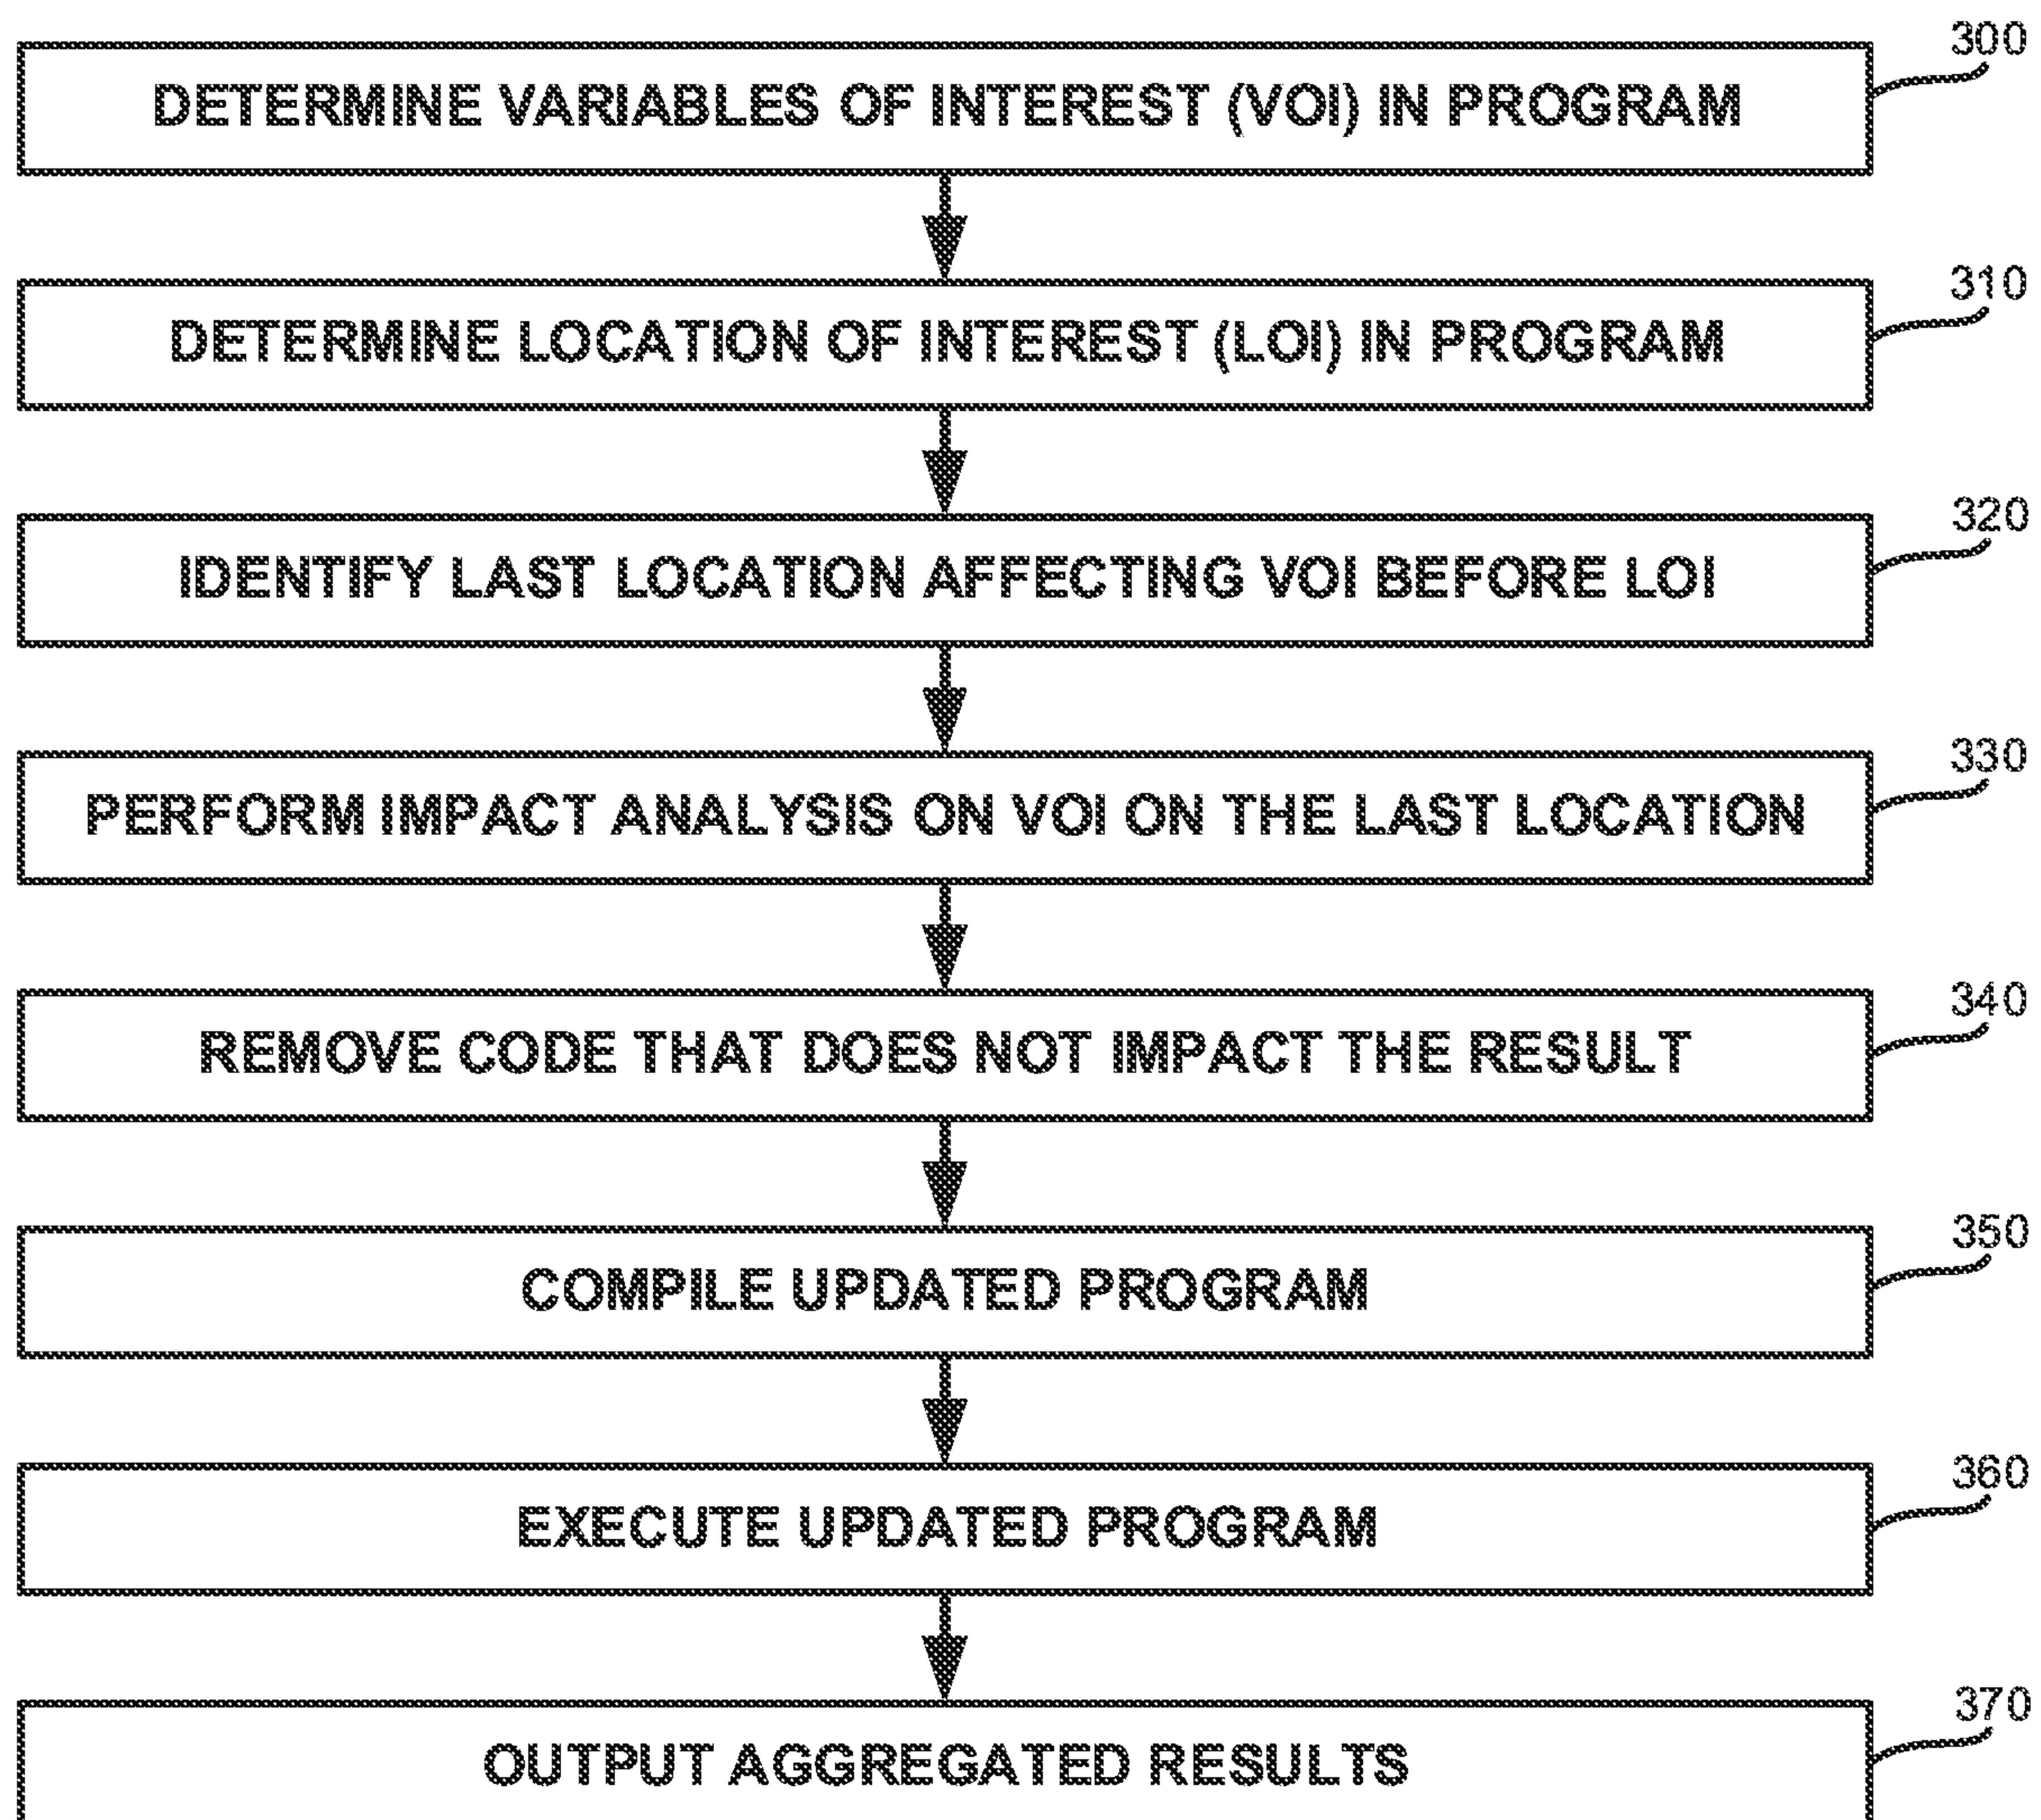 300
DETERMINE VARIABLES OF INTEREST (VOI) IN PROGRAM
310
DETERMINE LOCATION OF INTEREST (LOI) IN PROGRAM
320
IDENTIFY LAST LOCATION AFFECTING VOI BEFORE LOI
330
PERFORM IMPACT ANALYSIS ON VOI ON THE LAST LOCATION
340
REMOVE CODE THAT DOES NOT IMPACT THE RESULT
350
COMPILE UPDATED PROGRAM
360
EXECUTE UPDATED PROGRAM
370
OUTPUT AGGREGATED RESULTS